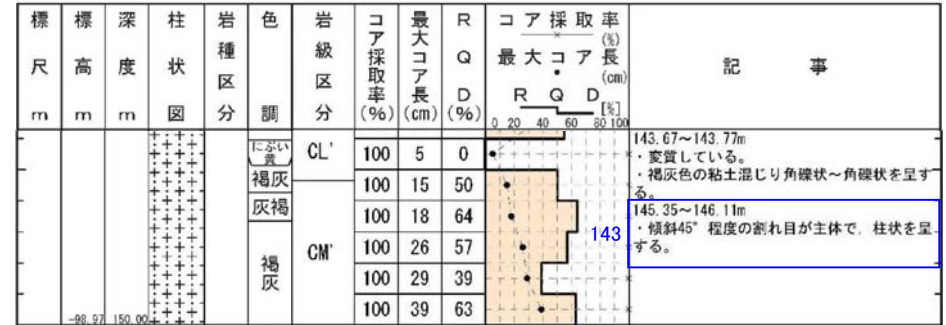 標尺 m
標高 m
深度 m
柱状図
岩種区分
色調
岩級区分
コア採取率(%)
最大コア長(cm)
RQD(%)
コア採取率(%)
最大コア長(cm)
RQD[%]
0 20 40 60 80 100
記事
にぶい黄 CL' 100 5 0
褐灰 100 15 50
灰褐 100 18 64
CM' 100 26 57
褐灰 100 29 39
100 39 63
-98.97 150.00
143.67~143.77m
・変質している。
・褐灰色の粘土混じり角礫状~角礫状を呈す
る。
143
145.35~146.11m
・傾斜45°程度の割れ目が主体で,柱状を呈
する。